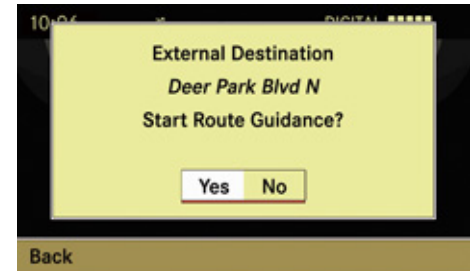 External Destination
Deer Park Blvd N
Start Route Guidance?
Yes No
Back